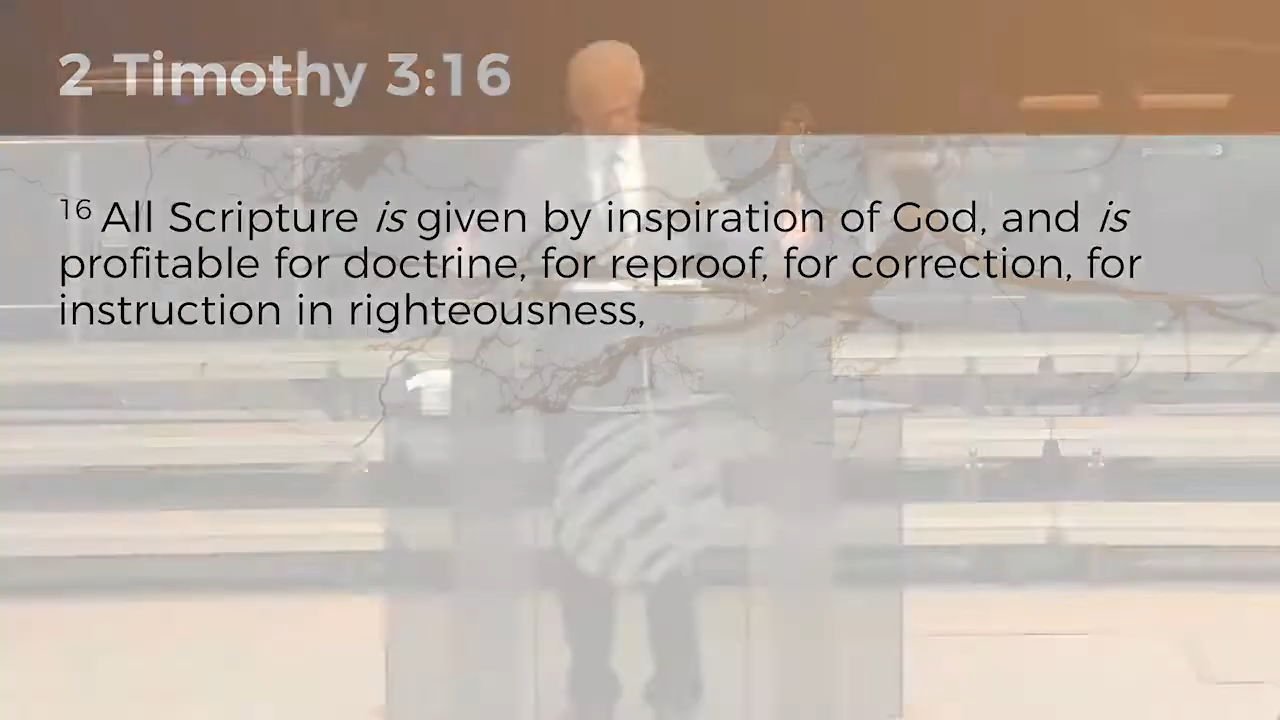 2 Timothy 3:16
16 All Scripture is given by inspiration of God, and is
profitable for doctrine, for reproof, for correction, for
instruction in righteousness,